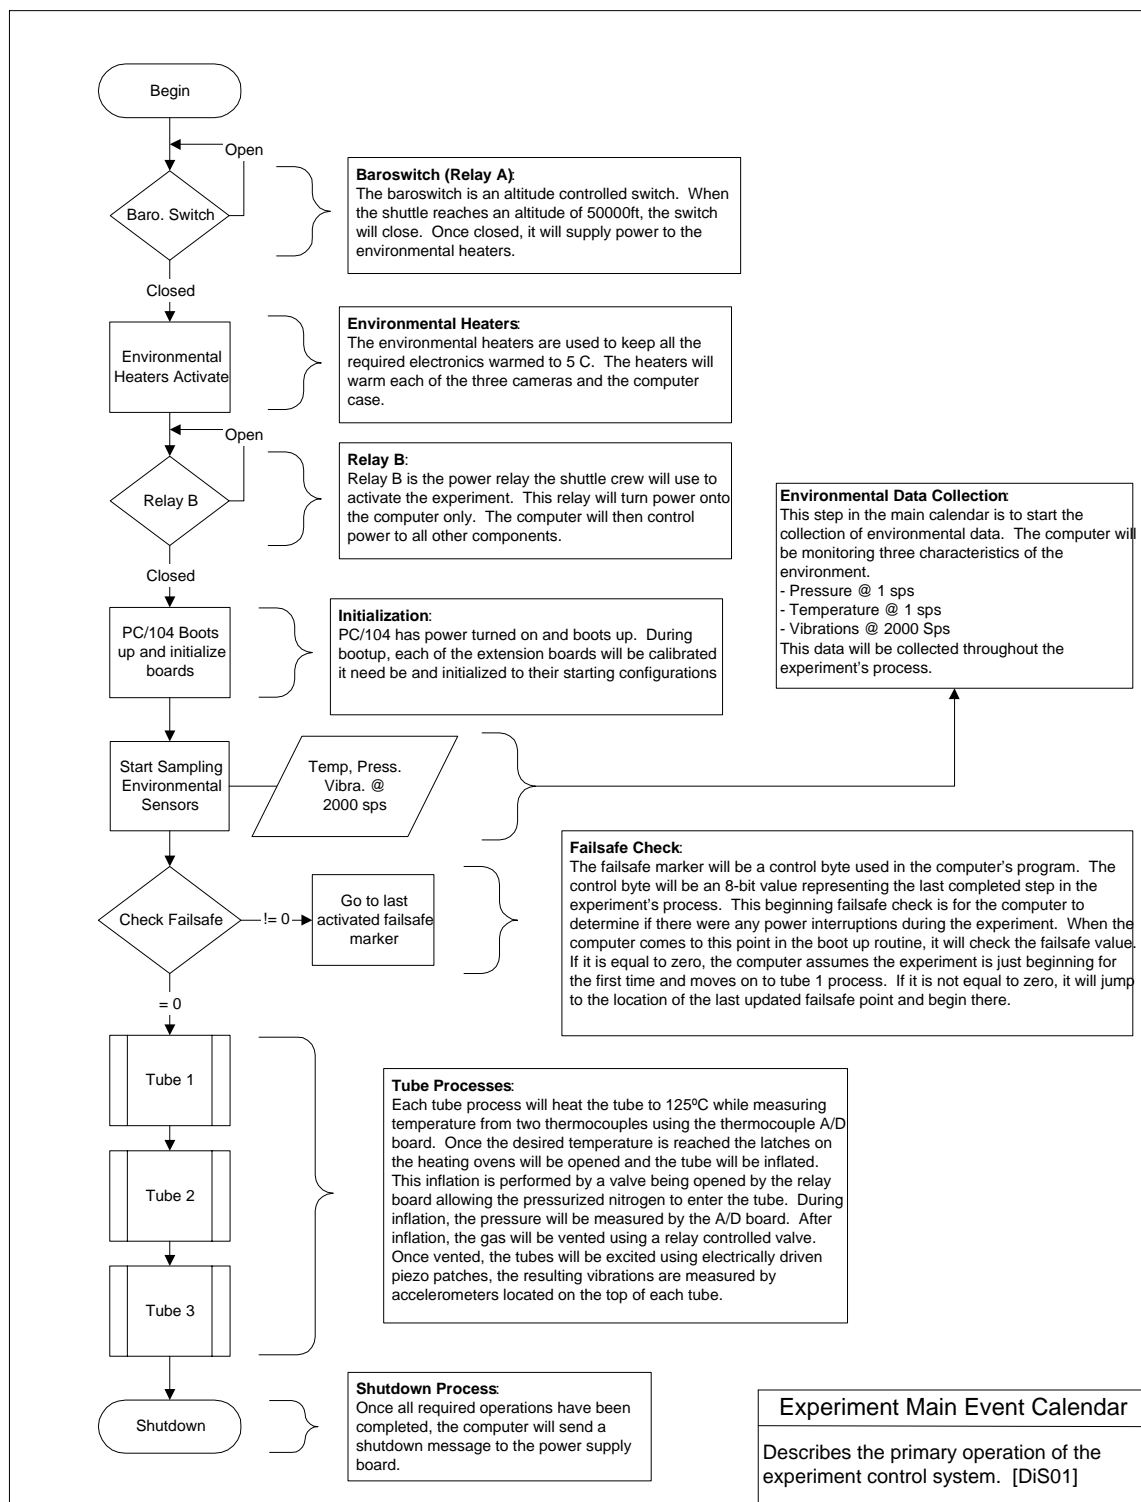 Begin
Open
Baro. Switch
Closed
Baroswitch (Relay A):
The baroswitch is an altitude controlled switch. When
the shuttle reaches an altitude of 50000ft, the switch
will close. Once closed, it will supply power to the
environmental heaters.
Environmental
Heaters Activate
Environmental Heaters:
The environmental heaters are used to keep all the
required electronics warmed to 5 C. The heaters will
warm each of the three cameras and the computer
case.
Open
Relay B
Closed
Relay B:
Relay B is the power relay the shuttle crew will use to
activate the experiment. This relay will turn power onto
the computer only. The computer will then control
power to all other components.
Environmental Data Collection:
This step in the main calendar is to start the
collection of environmental data. The computer will
be monitoring three characteristics of the
environment.
- Pressure @ 1 sps
- Temperature @ 1 sps
- Vibrations @ 2000 Sps
This data will be collected throughout the
experiment's process.
PC/104 Boots
up and initialize
boards
Initialization:
PC/104 has power turned on and boots up. During
bootup, each of the extension boards will be calibrated
it need be and initialized to their starting configurations
Start Sampling
Environmental
Sensors
Temp, Press.
Vibra. @
2000 sps
Check Failsafe
!= 0
Go to last
activated failsafe
marker
= 0
Failsafe Check:
The failsafe marker will be a control byte used in the computer's program. The
control byte will be an 8-bit value representing the last completed step in the
experiment's process. This beginning failsafe check is for the computer to
determine if there were any power interruptions during the experiment. When the
computer comes to this point in the boot up routine, it will check the failsafe value.
If it is equal to zero, the computer assumes the experiment is just beginning for
the first time and moves on to tube 1 process. If it is not equal to zero, it will jump
to the location of the last updated failsafe point and begin there.
Tube 1
Tube 2
Tube 3
Tube Processes:
Each tube process will heat the tube to 125ºC while measuring
temperature from two thermocouples using the thermocouple A/D
board. Once the desired temperature is reached the latches on
the heating ovens will be opened and the tube will be inflated.
This inflation is performed by a valve being opened by the relay
board allowing the pressurized nitrogen to enter the tube. During
inflation, the pressure will be measured by the A/D board. After
inflation, the gas will be vented using a relay controlled valve.
Once vented, the tubes will be excited using electrically driven
piezo patches, the resulting vibrations are measured by
accelerometers located on the top of each tube.
Shutdown
Shutdown Process:
Once all required operations have been
completed, the computer will send a
shutdown message to the power supply
board.
Experiment Main Event Calendar
Describes the primary operation of the
experiment control system. [DiS01]